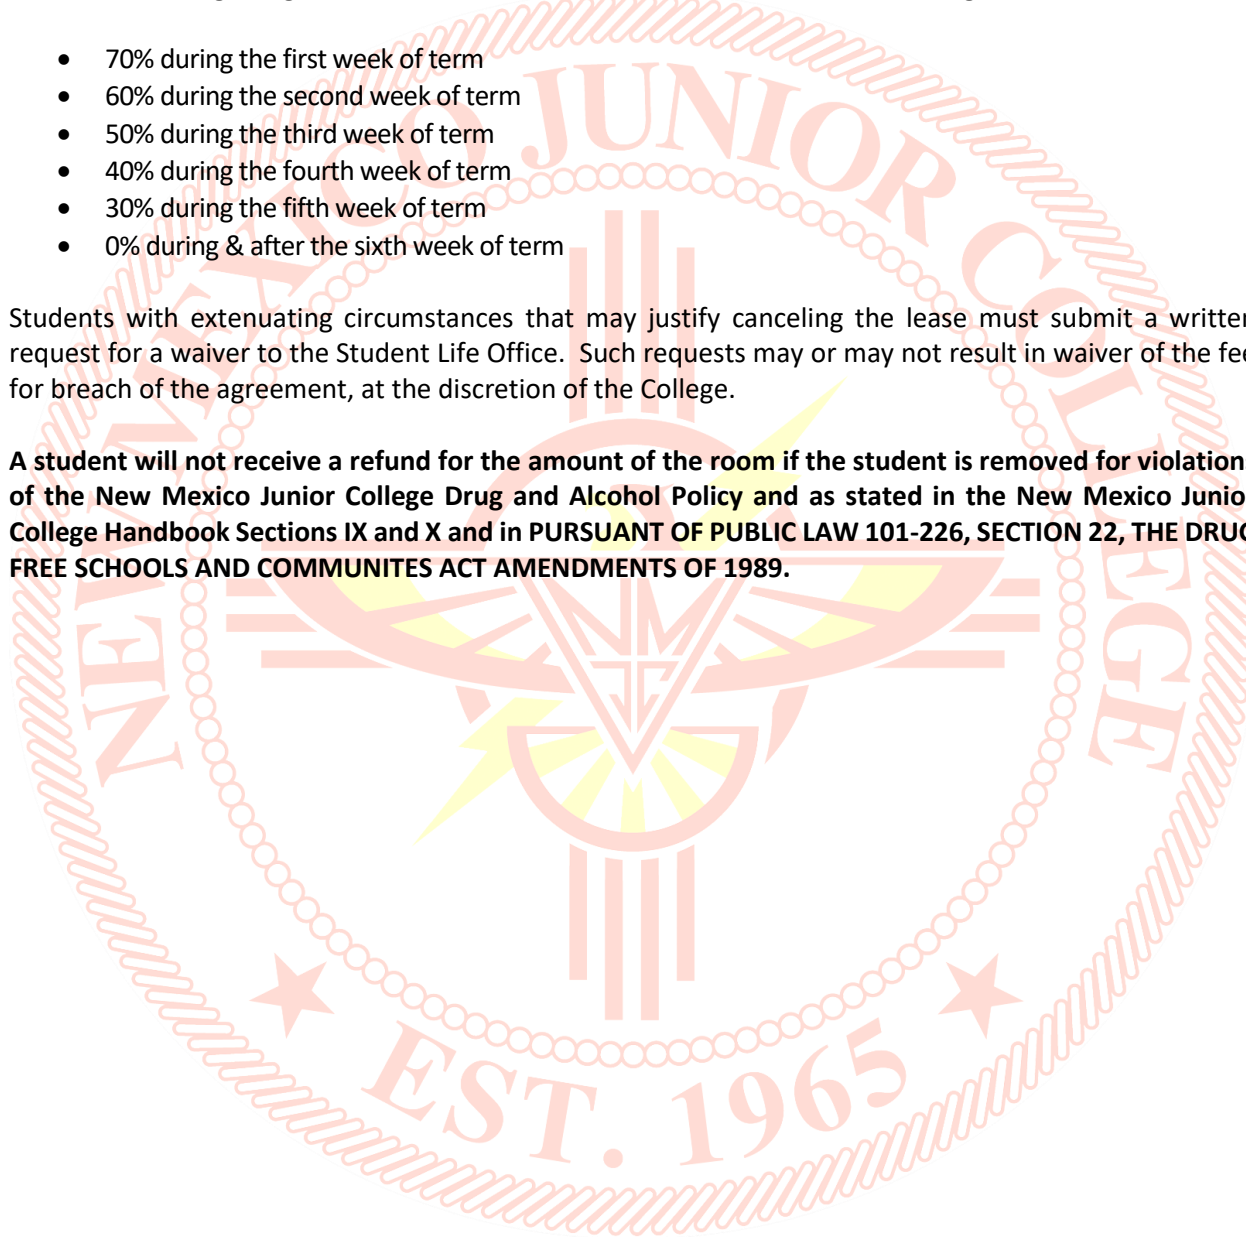 • 70% during the first week of term
• 60% during the second week of term
• 50% during the third week of term
• 40% during the fourth week of term
• 30% during the fifth week of term
• 0% during & after the sixth week of term
Students with extenuating circumstances that may justify canceling the lease must submit a written
request for a waiver to the Student Life Office. Such requests may or may not result in waiver of the fee
for breach of the agreement, at the discretion of the College.
A student will not receive a refund for the amount of the room if the student is removed for violation
of the New Mexico Junior College Drug and Alcohol Policy and as stated in the New Mexico Junio
College Handbook Sections IX and X and in PURSUANT OF PUBLIC LAW 101-226, SECTION 22, THE DRUG
FREE SCHOOLS AND COMMUNITES ACT AMENDMENTS OF 1989.
NEW MEXICO JUNIOR COLLEGE
NMJC
EST. 1965